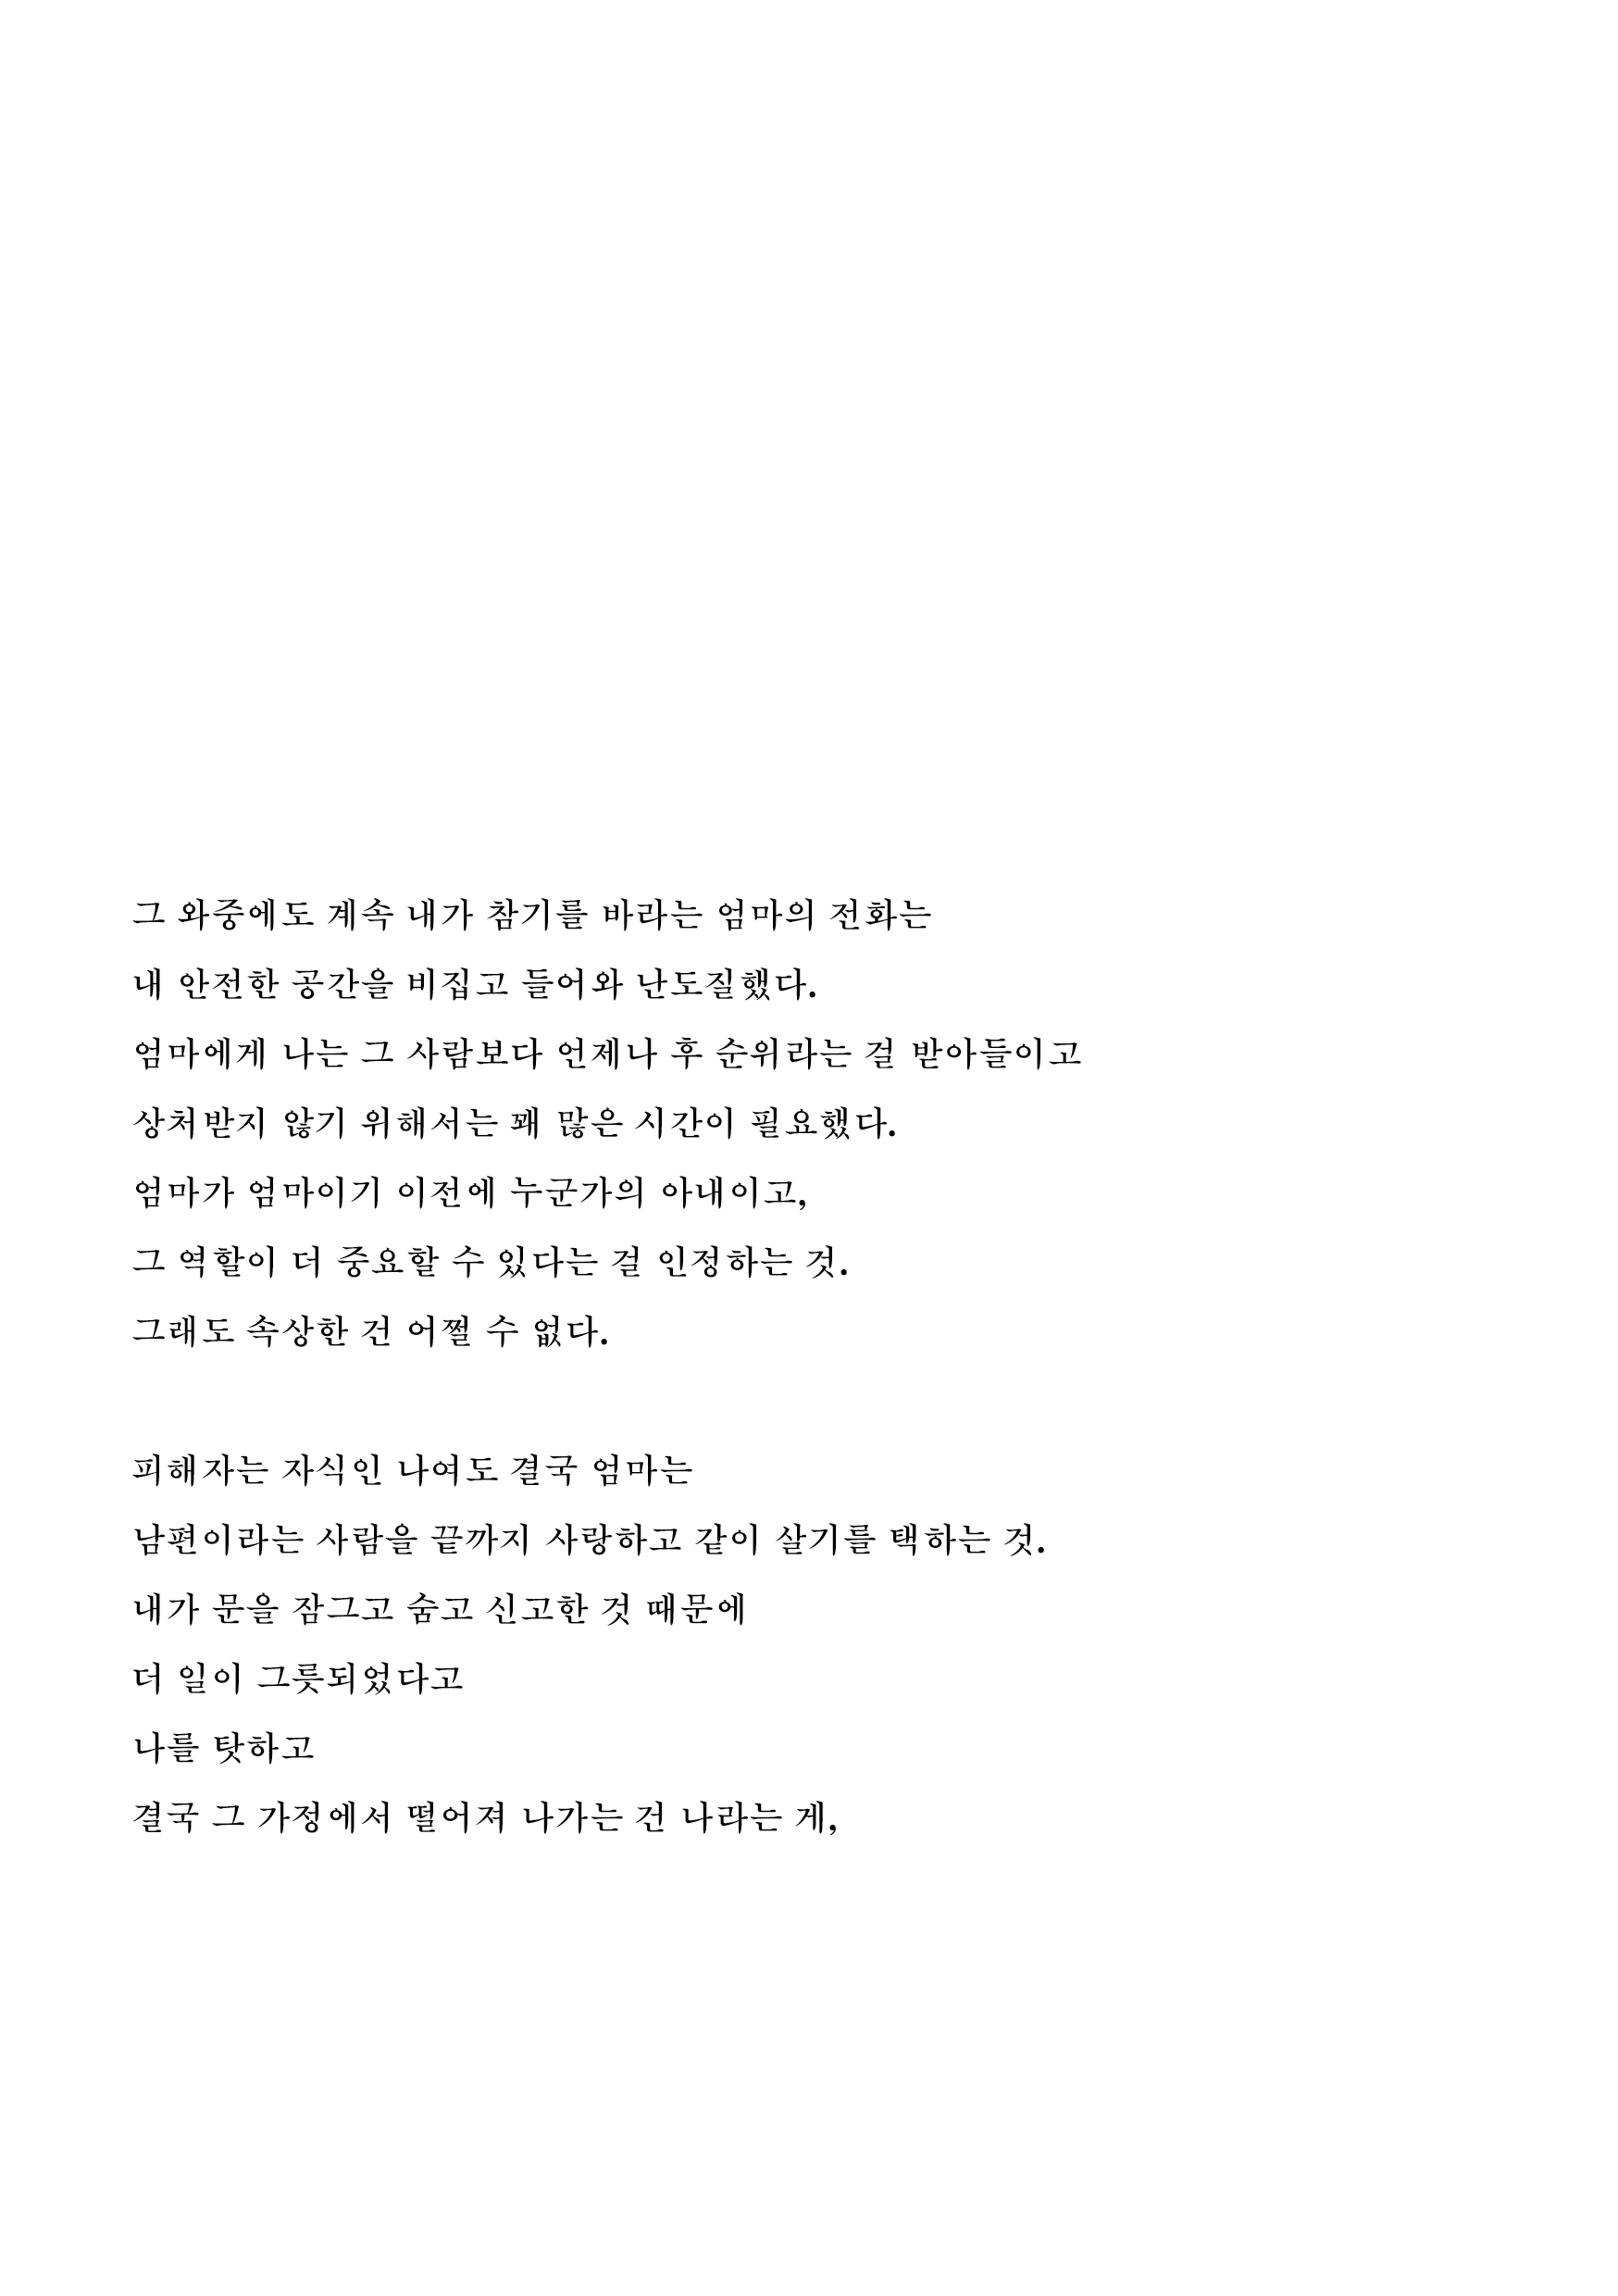 그 와중에도 계속 내가 참기를 바라는 엄마의 전화는
내 안전한 공간을 비집고 들어와 난도질했다.
엄마에게 나는 그 사람보다 언제나 후 순위라는 걸 받아들이고
상처받지 않기 위해서는 꽤 많은 시간이 필요했다.
엄마가 엄마이기 이전에 누군가의 아내이고,
그 역할이 더 중요할 수 있다는 걸 인정하는 것.
그래도 속상한 건 어쩔 수 없다.
피해자는 자식인 나여도 결국 엄마는
남편이라는 사람을 끝까지 사랑하고 같이 살기를 택하는 것.
내가 문을 잠그고 숨고 신고한 것 때문에
더 일이 그릇되었다고
나를 탓하고
결국 그 가정에서 떨어져 나가는 건 나라는 게,